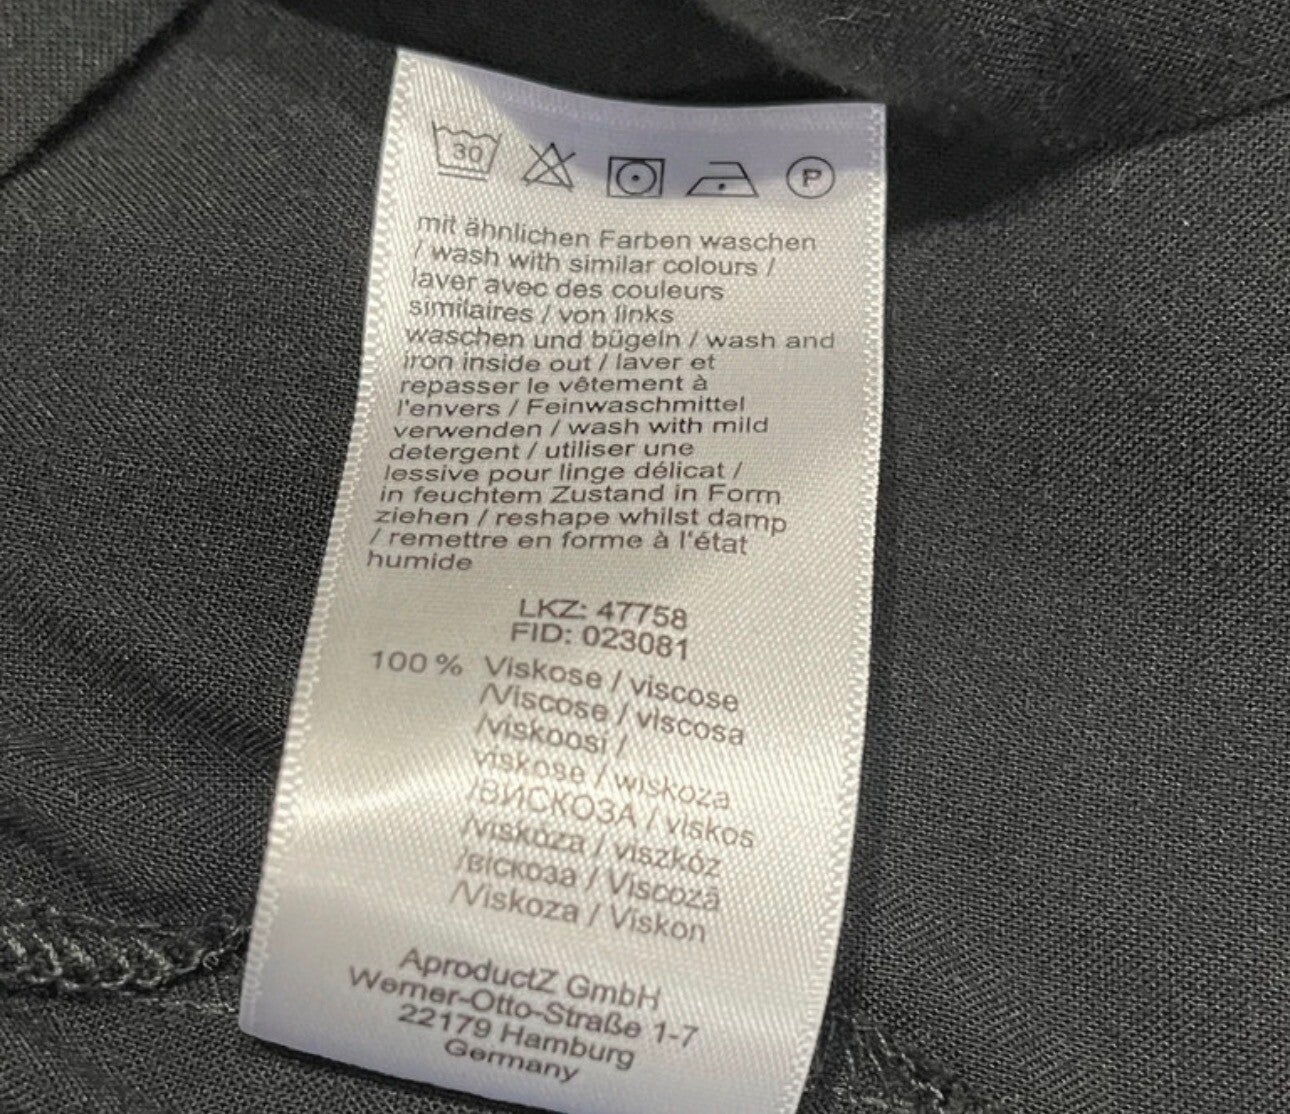 30
P
mit ähnlichen Farben waschen
/ wash with similar colours /
laver avec des couleurs
similaires / von links
waschen und bügeln / wash and
iron inside out / laver et
repasser le vêtement à
l'envers / Feinwaschmittel
verwenden / wash with mild
detergent / utiliser une
lessive pour linge délicat /
in feuchtem Zustand in Form
ziehen / reshape whilst damp
/ remettre en forme à l'état
humide
LKZ: 47758
FID: 023081
100 % Viskose / viscose
/Viscose / viscosa
/viskoosi /
viskose / wiskoza
/ВИСКОЗА / viskos
/viskóza / viszkóz
/віскоза / Viscoză
/Viskoza / Viskon
AproductZ GmbH
Werner-Otto-Straße 1-7
22179 Hamburg
Germany